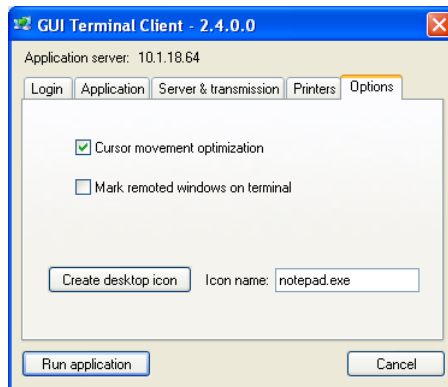 GUI Terminal Client - 2.4.0.0
Application server: 10.1.18.64
Login Application Server & transmission Printers Options
Cursor movement optimization
Mark remoted windows on terminal
Create desktop icon Icon name: notepad.exe
Run application Cancel